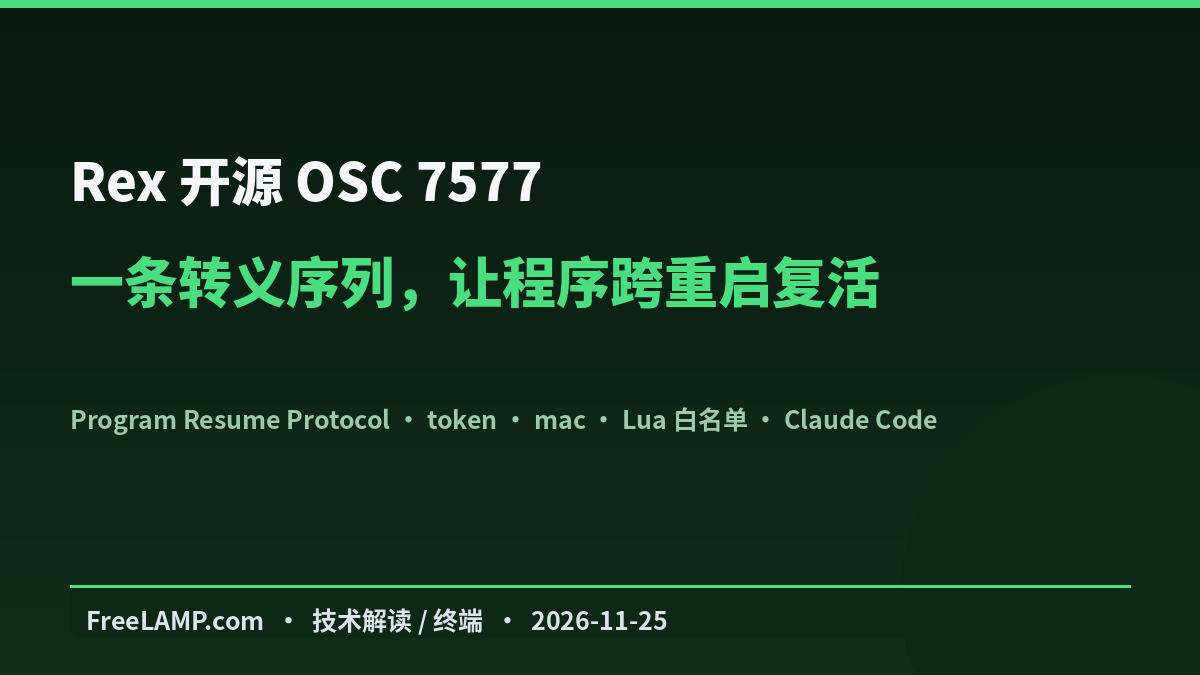 Rex 开源 OSC 7577
一条转义序列，让程序跨重启复活
Program Resume Protocol · token · mac · Lua 白名单 · Claude Code
FreeLAMP.com · 技术解读 / 终端 · 2026-11-25